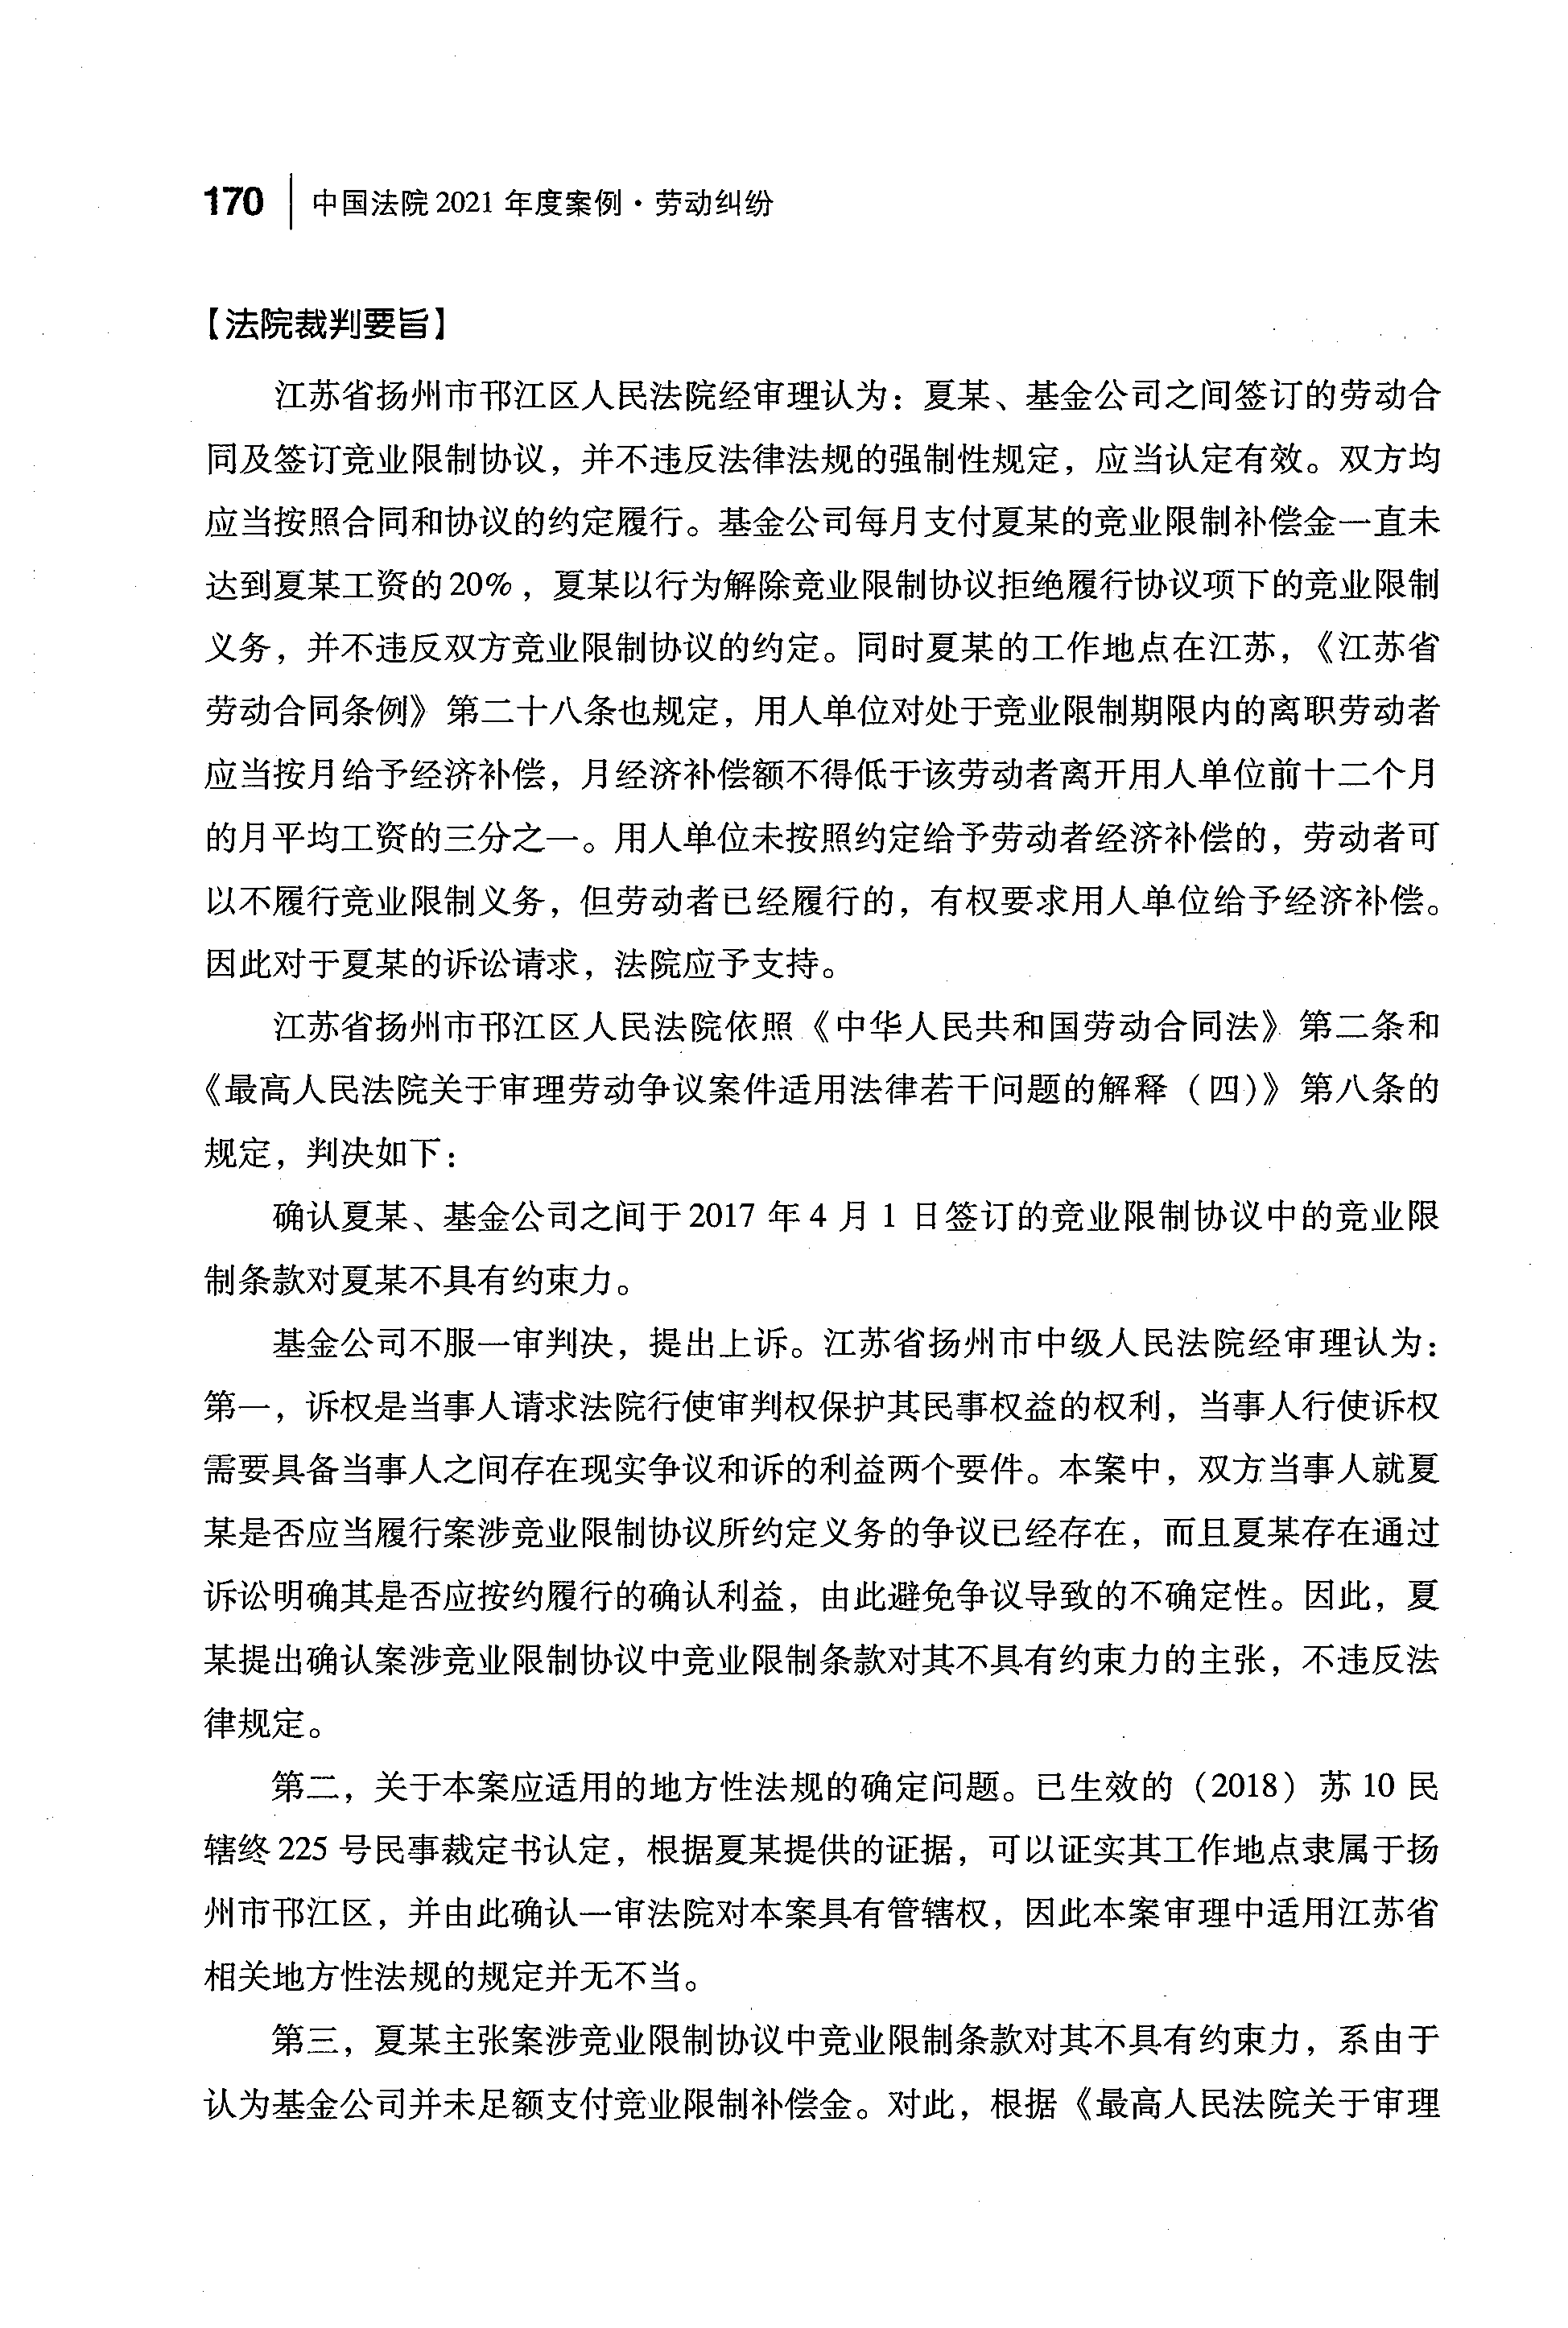 170 中国法院2021年度案例·劳动纠纷
【法院裁判要旨】
江苏省扬州市邗江区人民法院经审理认为：夏某、基金公司之间签订的劳动合
同及签订竞业限制协议，并不违反法律法规的强制性规定，应当认定有效。双方均
应当按照合同和协议的约定履行。基金公司每月支付夏某的竞业限制补偿金一直未
达到夏某工资的20%，夏某以行为解除竞业限制协议拒绝履行协议项下的竞业限制
义务，并不违反双方竞业限制协议的约定。同时夏某的工作地点在江苏，《江苏省
劳动合同条例》第二十八条也规定，用人单位对处于竞业限制期限内的离职劳动者
应当按月给予经济补偿，月经济补偿额不得低于该劳动者离开用人单位前十二个月
的月平均工资的三分之一。用人单位未按照约定给予劳动者经济补偿的，劳动者可
以不履行竞业限制义务，但劳动者已经履行的，有权要求用人单位给予经济补偿。
因此对于夏某的诉讼请求，法院应予支持。
江苏省扬州市邗江区人民法院依照《中华人民共和国劳动合同法》第二条和
《最高人民法院关于审理劳动争议案件适用法律若干问题的解释（四）》第八条的
规定，判决如下：
确认夏某、基金公司之间于2017年4月1日签订的竞业限制协议中的竞业限
制条款对夏某不具有约束力。
基金公司不服一审判决，提出上诉。江苏省扬州市中级人民法院经审理认为：
第一，诉权是当事人请求法院行使审判权保护其民事权益的权利，当事人行使诉权
需要具备当事人之间存在现实争议和诉的利益两个要件。本案中，双方当事人就夏
某是否应当履行案涉竞业限制协议所约定义务的争议已经存在，而且夏某存在通过
诉讼明确其是否应按约履行的确认利益，由此避免争议导致的不确定性。因此，夏
某提出确认案涉竞业限制协议中竞业限制条款对其不具有约束力的主张，不违反法
律规定。
第二，关于本案应适用的地方性法规的确定问题。已生效的（2018）苏10民
辖终225号民事裁定书认定，根据夏某提供的证据，可以证实其工作地点隶属于扬
州市邗江区，并由此确认一审法院对本案具有管辖权，因此本案审理中适用江苏省
相关地方性法规的规定并无不当。
第三，夏某主张案涉竞业限制协议中竞业限制条款对其不具有约束力，系由于
认为基金公司并未足额支付竞业限制补偿金。对此，根据《最高人民法院关于审理